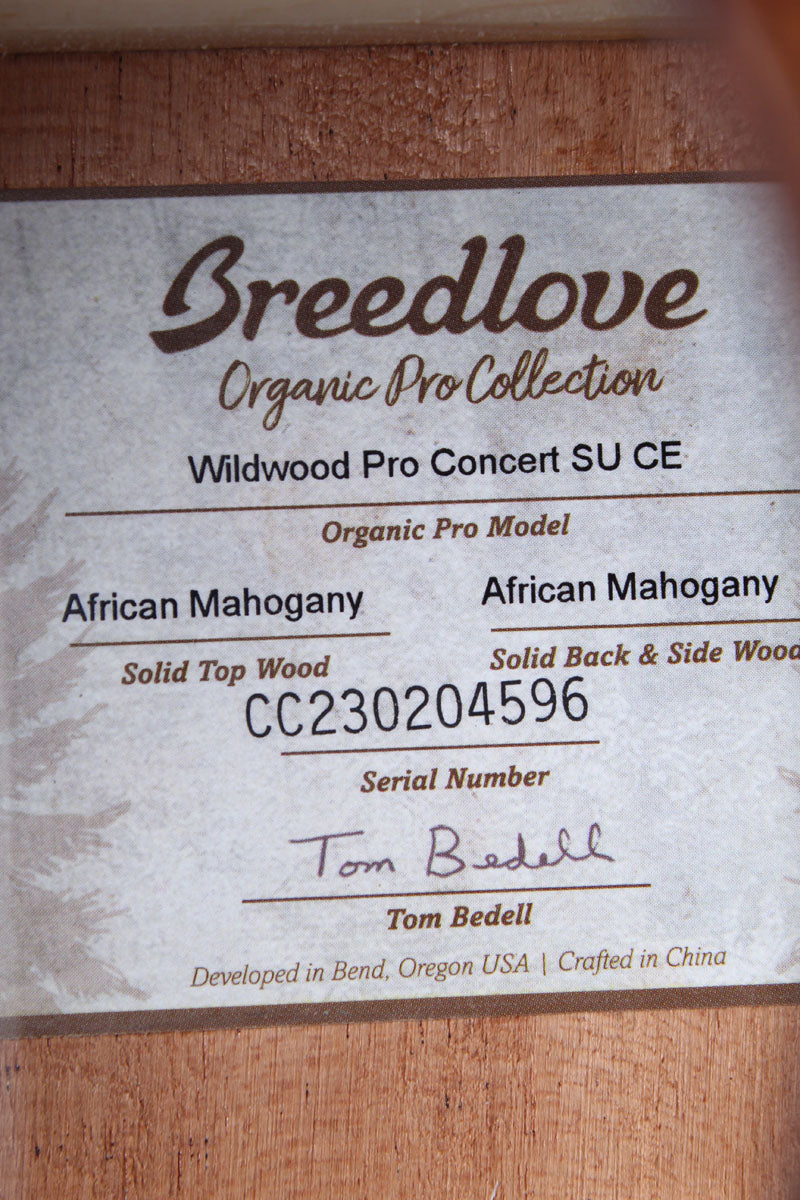 Breedlove
Organic Pro Collection
Wildwood Pro Concert SU CE
Organic Pro Model
African Mahogany African Mahogany
Solid Top Wood Solid Back & Side Wood
CC230204596
Serial Number
Tom Bedell
Tom Bedell
Developed in Bend, Oregon USA | Crafted in China